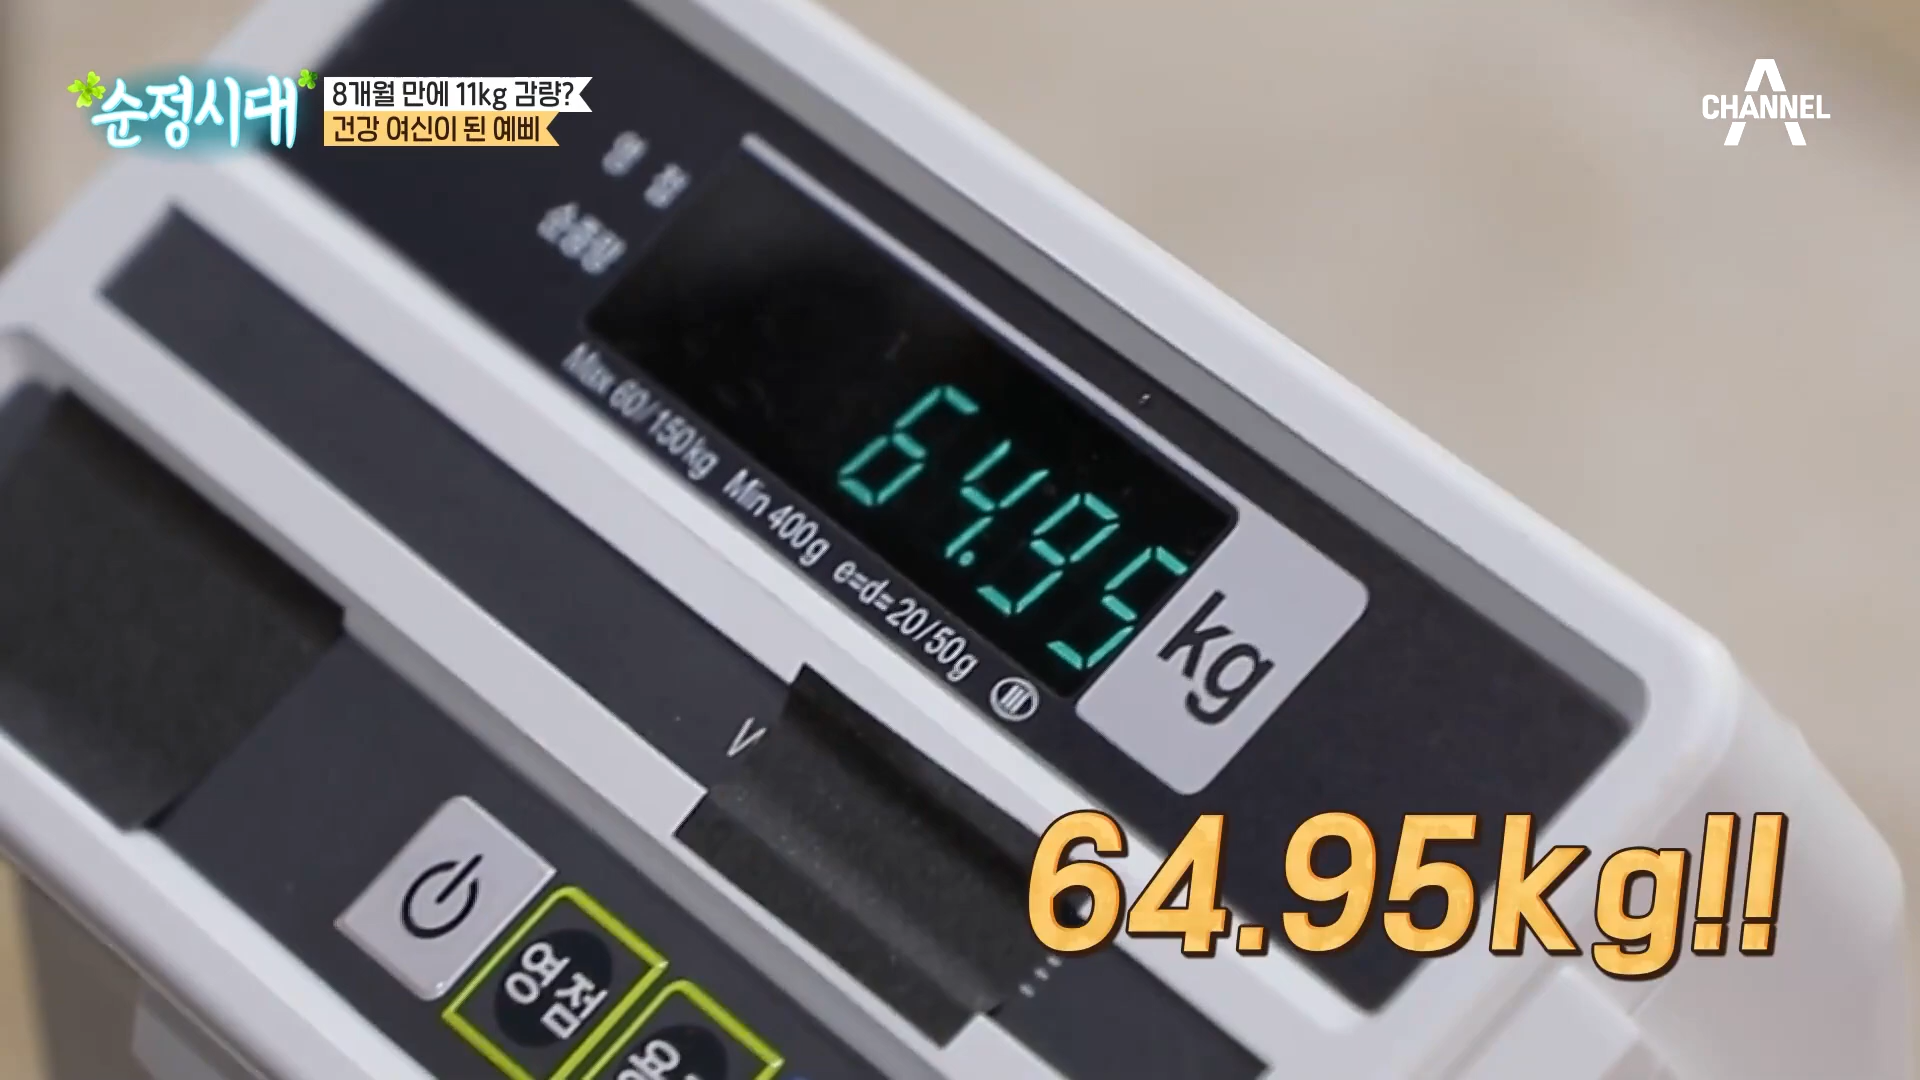 순정시대
8개월 만에 11kg 감량?
건강 여신이 된 예삐
CHANNEL A
영 점
순중량
64.95
kg
Max 60/150kg Min 400g e=d=20/50g
III
V
영점
64.95kg!!